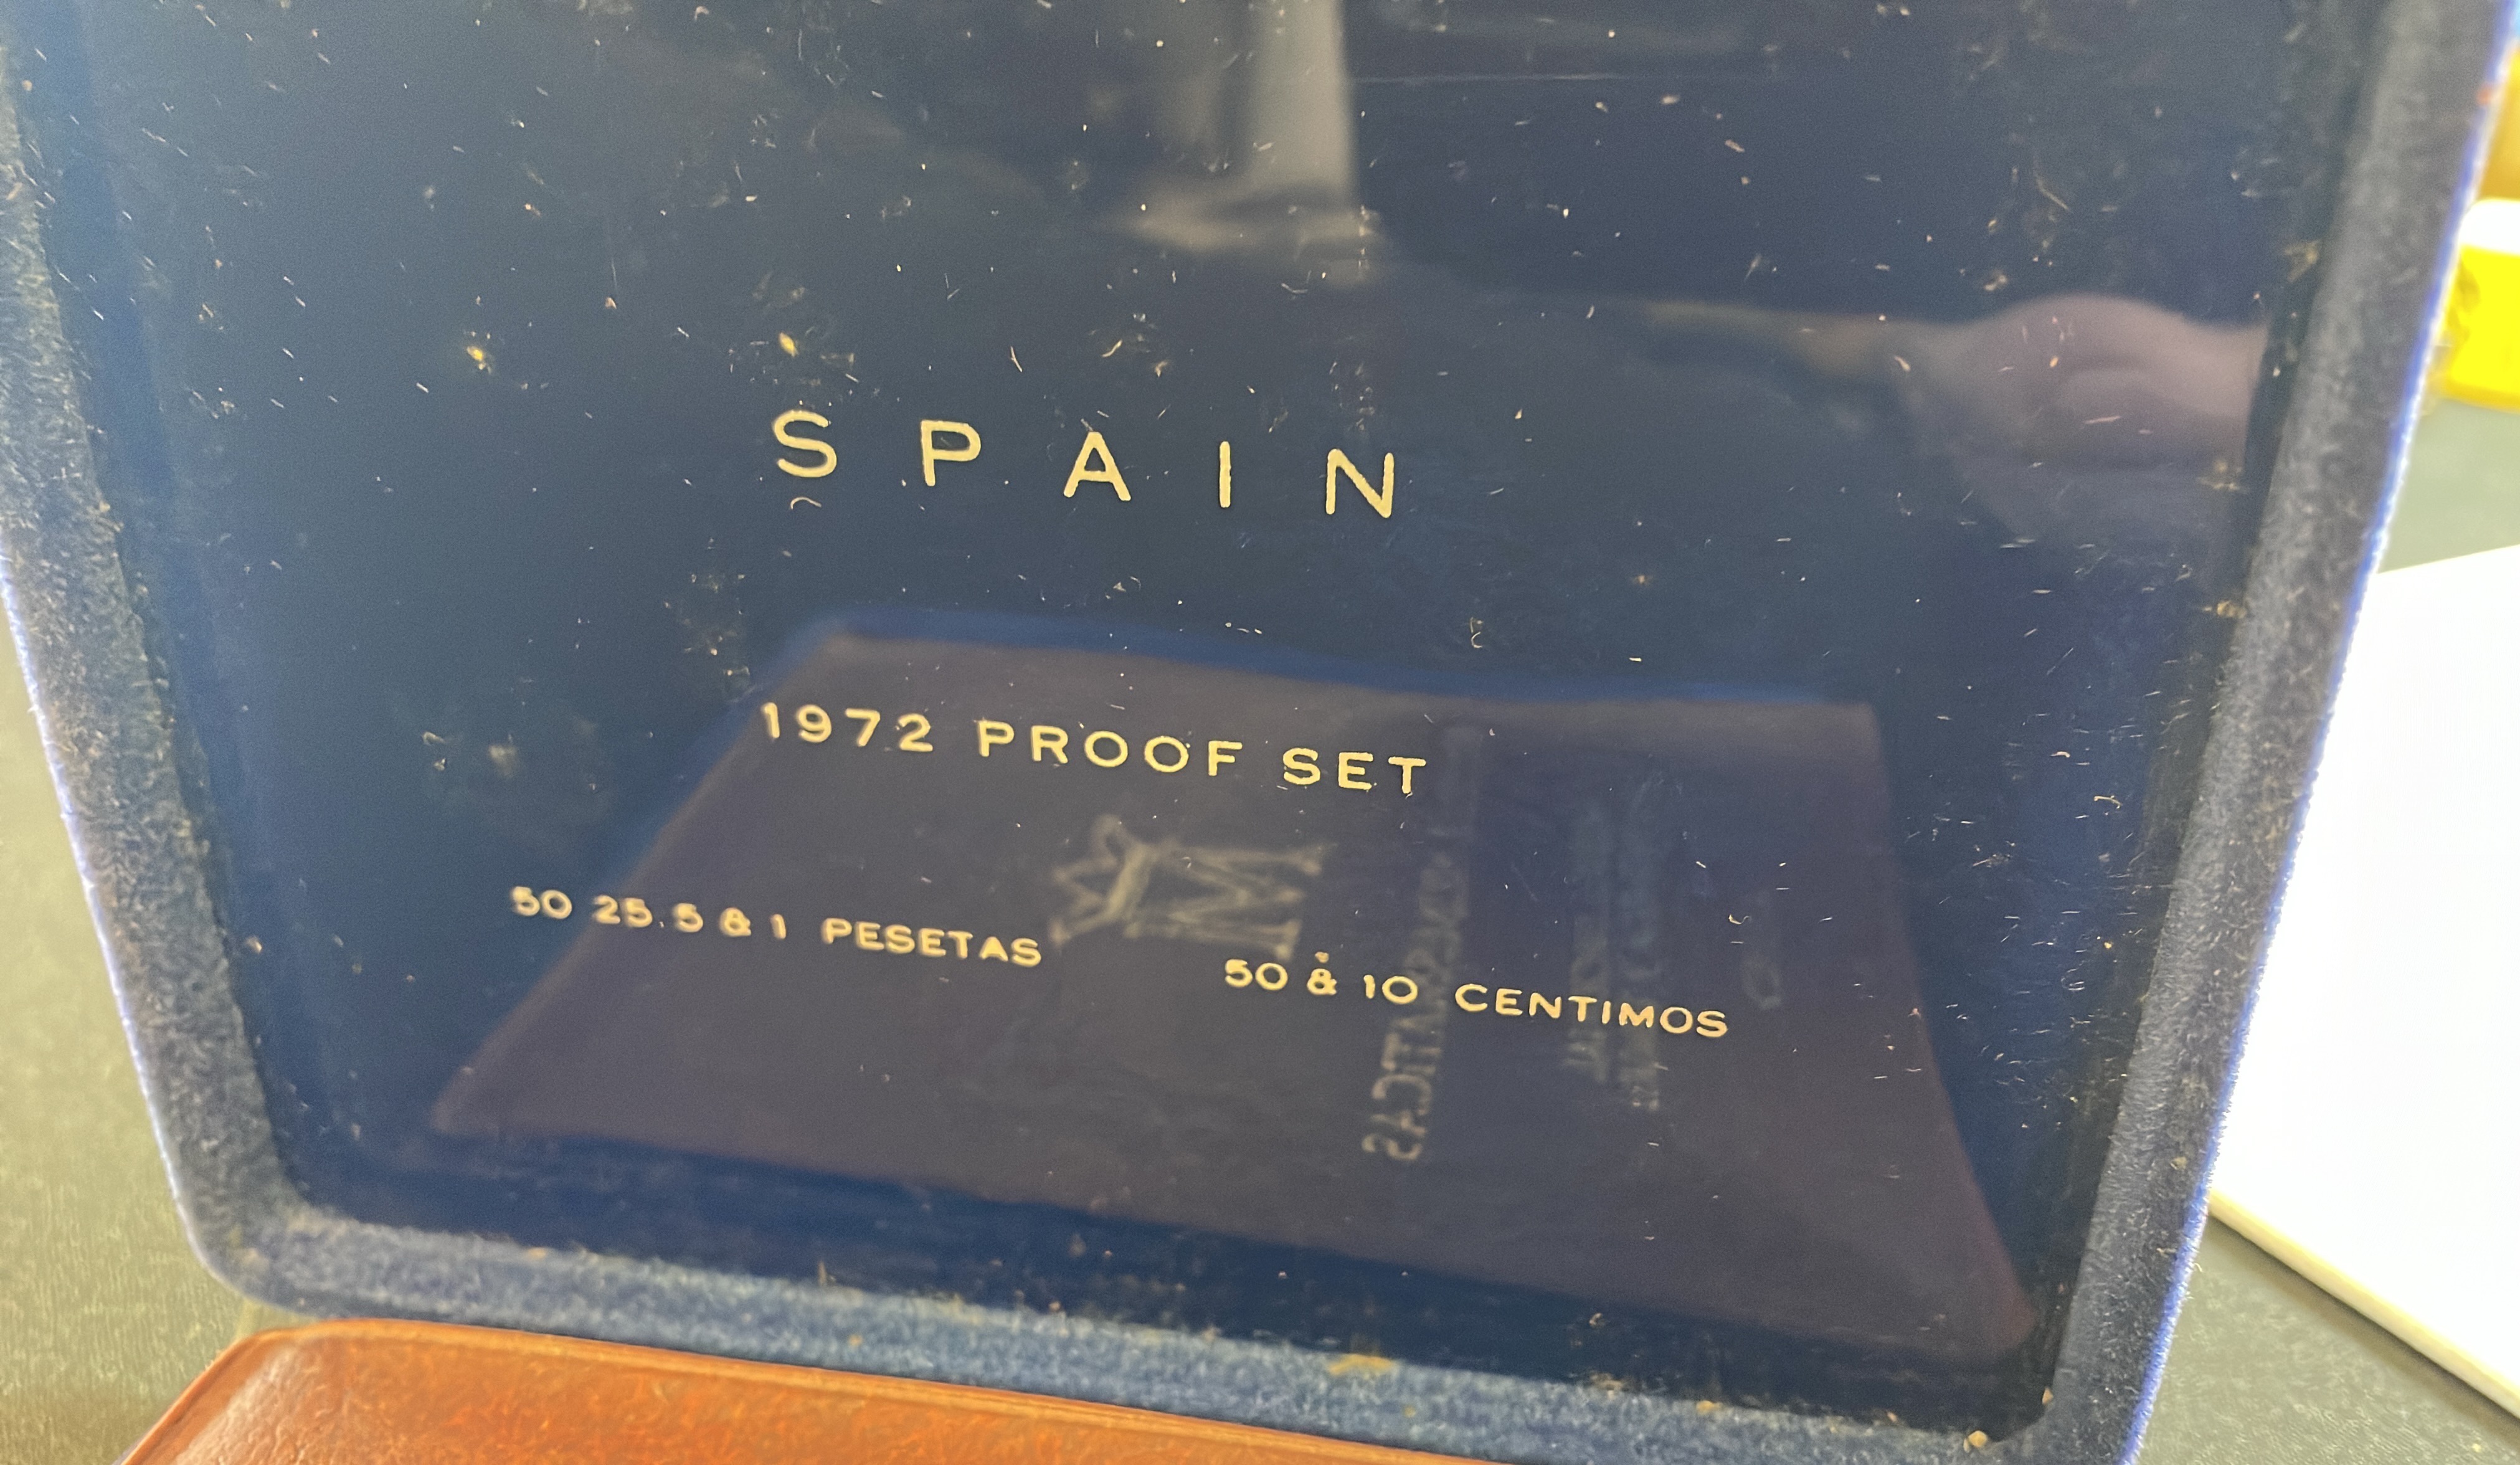 SPAIN
1972 PROOF SET
50 25.5 & 1 PESETAS
50 & 10 CENTIMOS